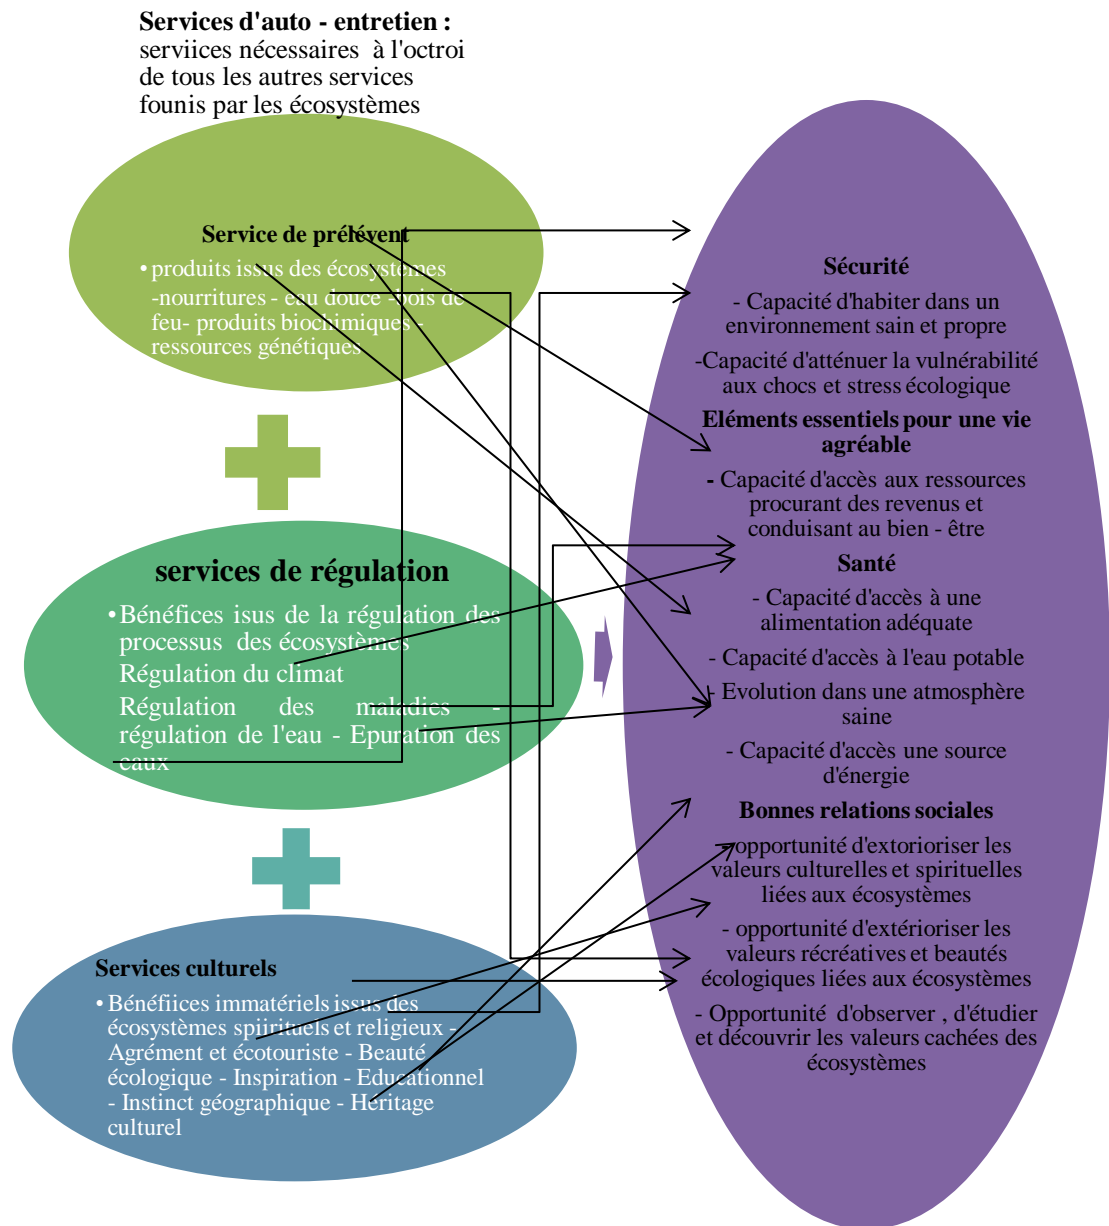 Services d'auto - entretien :
serviices nécessaires à l'octroi
de tous les autres services
founis par les écosystèmes
Service de prélévent
• produits issus des écosystèmes
-nourritures - eau douce -bois de
feu- produits biochimiques -
ressources génétiques
services de régulation
• Bénéfices isus de la régulation des
processus des écosystèmes
Régulation du climat
Régulation des maladies -
régulation de l'eau - Epuration des
eaux
Services culturels
• Bénéfiices immatériels issus des
écosystèmes spiirituels et religieux -
Agrément et écotouriste - Beauté
écologique - Inspiration - Educationnel
- Instinct géographique - Héritage
culturel
Sécurité
- Capacité d'habiter dans un
environnement sain et propre
-Capacité d'atténuer la vulnérabilité
aux chocs et stress écologique
Eléments essentiels pour une vie
agréable
- Capacité d'accès aux ressources
procurant des revenus et
conduisant au bien - être
Santé
- Capacité d'accès à une
alimentation adéquate
- Capacité d'accès à l'eau potable
- Evolution dans une atmosphère
saine
- Capacité d'accès une source
d'énergie
Bonnes relations sociales
- opportunité d'extorioriser les
valeurs culturelles et spirituelles
liées aux écosystèmes
- opportunité d'extérioriser les
valeurs récréatives et beautés
écologiques liées aux écosystèmes
- Opportunité d'observer , d'étudier
et découvrir les valeurs cachées des
écosystèmes